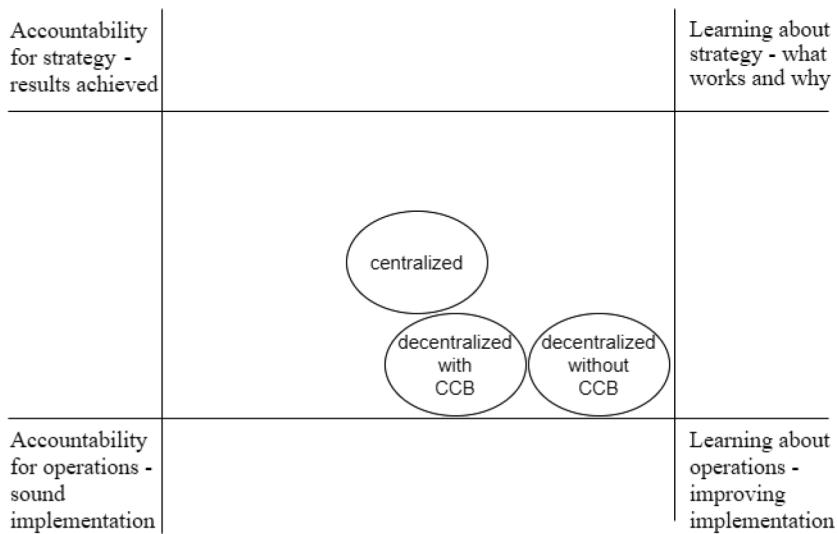 Accountability
for strategy -
results achieved
Learning about
strategy - what
works and why
centralized
decentralized
with
CCB
decentralized
without
CCB
Accountability
for operations -
sound
implementation
Learning about
operations -
improving
implementation